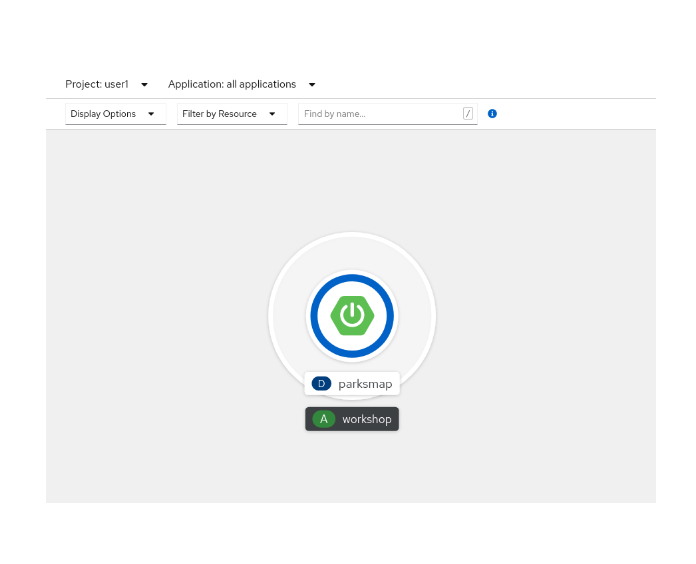 Project: user1 Application: all applications
Display Options Filter by Resource Find by name... /
D parksmap
A workshop